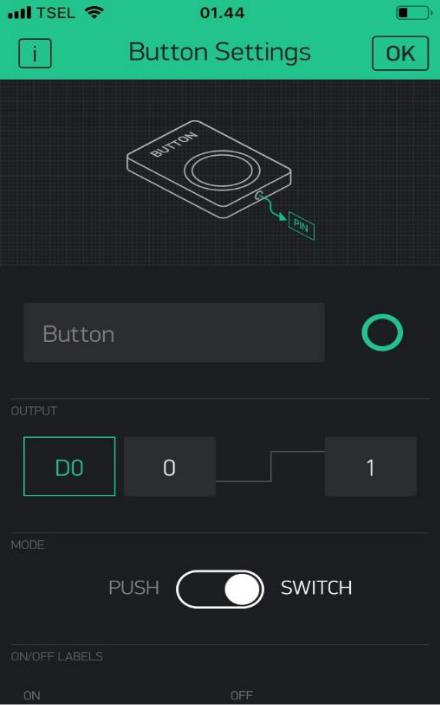 TSEL 01.44
i Button Settings OK
BUTTON
PIN
Button
OUTPUT
D0 0 1
MODE
PUSH SWITCH
ON/OFF LABELS
ON OFF